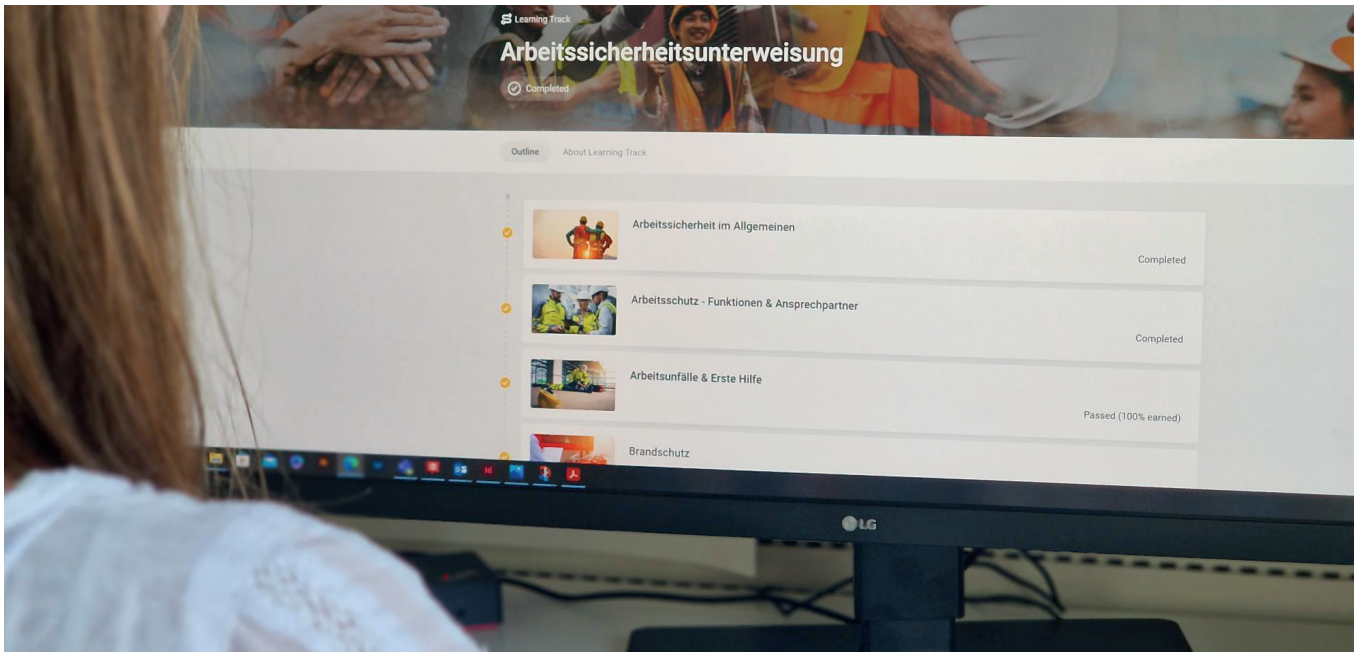 Learning Track
Arbeitssicherheitsunterweisung
Completed
Outline About Learning Track
Arbeitssicherheit im Allgemeinen
Completed
Arbeitsschutz - Funktionen & Ansprechpartner
Completed
Arbeitsunfälle & Erste Hilfe
Passed (100% earned)
Brandschutz
LG